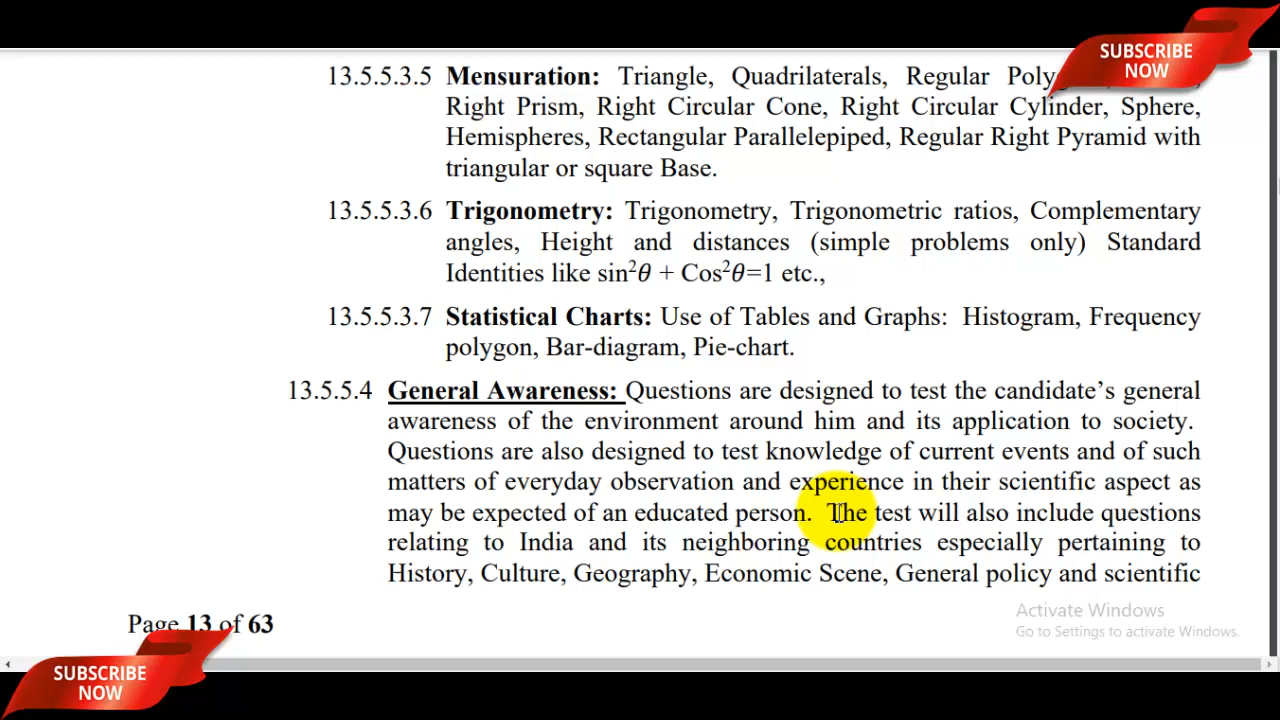 SUBSCRIBE
NOW
13.5.5.3.5 Mensuration: Triangle, Quadrilaterals, Regular
Right Prism, Right Circular Cone, Right Circular Cylinder, Sphere,
Hemispheres, Rectangular Parallelepiped, Regular Right Pyramid with
triangular or square Base.
13.5.5.3.6 Trigonometry: Trigonometry, Trigonometric ratios, Complementary
angles, Height and distances (simple problems only) Standard
Identities like sin²𝜃 + Cos²𝜃=1 etc.,
13.5.5.3.7 Statistical Charts: Use of Tables and Graphs: Histogram, Frequency
polygon, Bar-diagram, Pie-chart.
13.5.5.4 General Awareness: Questions are designed to test the candidate’s general
awareness of the environment around him and its application to society.
Questions are also designed to test knowledge of current events and of such
matters of everyday observation and experience in their scientific aspect as
may be expected of an educated person. The test will also include questions
relating to India and its neighboring countries especially pertaining to
History, Culture, Geography, Economic Scene, General policy and scientific
Activate Windows
Go to Settings to activate Windows.
Page 13 of 63
SUBSCRIBE
NOW